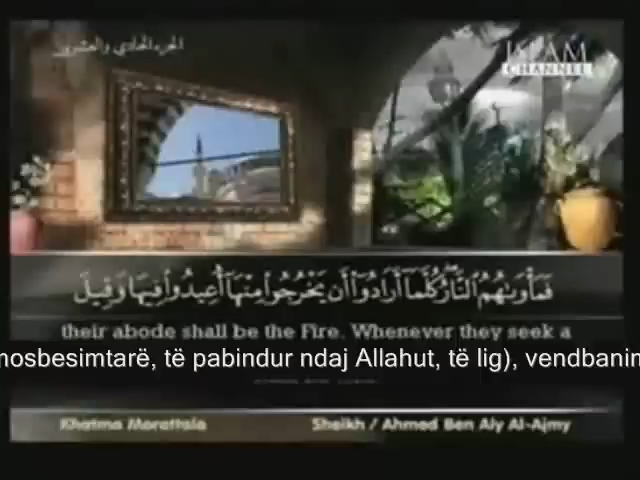 الجزء الحادي والعشرون
ISLAM
CHANNEL
فَمَأْوَىٰهُمُ ٱلنَّارُ كُلَّمَآ أَرَادُوٓا۟ أَن يَخْرُجُوا۟ مِنْهَآ أُعِيدُوا۟ فِيهَا وَقِيلَ
their abode shall be the Fire. Whenever they seek a
mosbesimtarë, të pabindur ndaj Allahut, të lig), vendbanim
Khatma Morattala
Sheikh / Ahmed Ben Aly Al-Ajmy